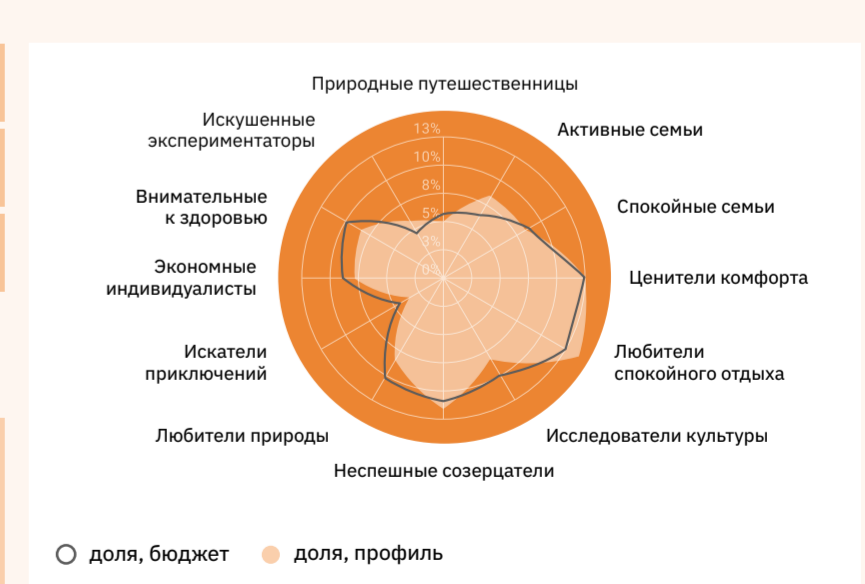 Природные путешественницы
Искушенные
экспериментаторы
Активные семьи
13%
10%
8%
5%
3%
0%
Внимательные
к здоровью
Спокойные семьи
Экономные
индивидуалисты
Ценители комфорта
Искатели
приключений
Любители
спокойного отдыха
Любители природы
Исследователи культуры
Неспешные созерцатели
доля, бюджет
доля, профиль